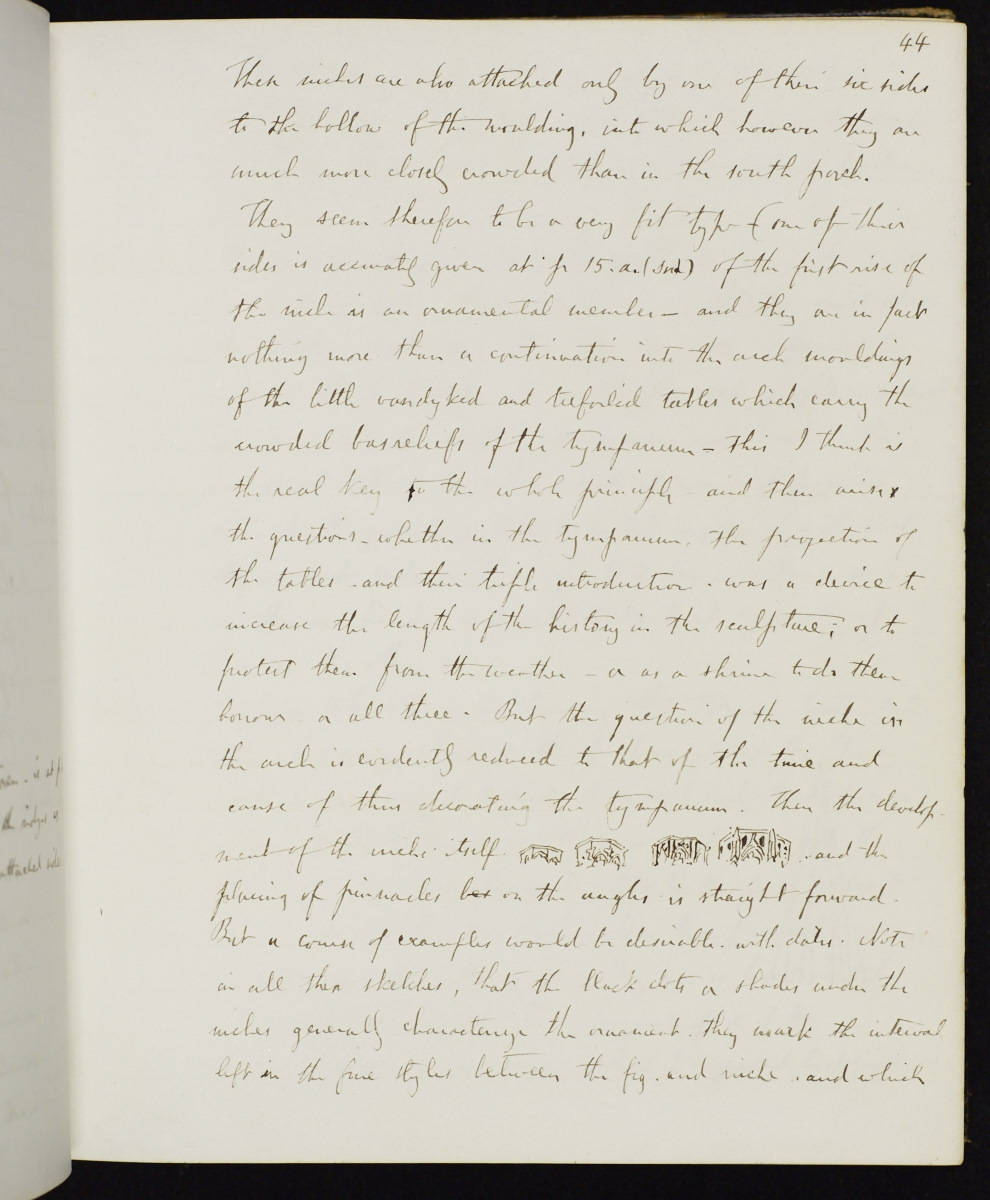 44
These niches are also attached only by one of their six sides
to the hollow of the moulding, into which however they are
much more closely crowded than in the south porch.
They seem therefore to be a very fit type (one of their
sides is accurately given at p 15. a. ) of the first rise of
the niche as an ornamental member - and they are in fact
nothing more than a continuation into the arch mouldings
of the little vandyked and trefoiled tables which carry the
crowded basreliefs of the tympanum - this I think is
the real key to the whole principle - and then arises
the questions - whether in the tympanum, the projection of
the tables - and their triple introduction - was a device to
increase the length of the history in the sculpture; or to
protect them from the weather - or as a shrine to do them
honour or all three - But the question of the niche in
the arch is evidently reduced to that of the time and
cause of thus decorating the tympanum. Then the develop-
ment of the niche itself and the
placing of pinnacles on the angles is straight forward.
But a course of examples would be desirable. with dates. Note
in all these sketches, that the black dots or shades under the
niches generally characterize the ornament. they mark the interval
left in the fine styles between the fig. and niche . and which
is at p
the ridges
attached